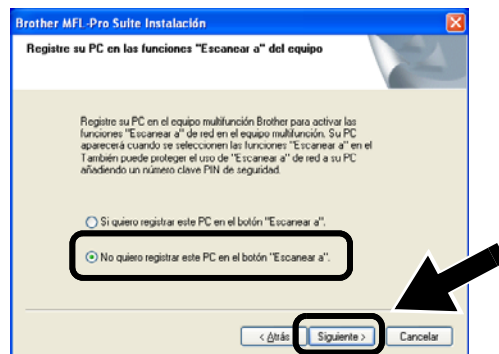 Brother MFL-Pro Suite Instalación
Registre su PC en las funciones "Escanear a" del equipo
Registre su PC en el equipo multifunción Brother para activar las
funciones "Escanear a" de red en el equipo multifunción. Su PC
aparecerá cuando se seleccionen las funciones "Escanear a" en el
También puede proteger el uso de "Escanear a" de red a su PC
añadiendo un número clave PIN de seguridad.
Si quiero registrar este PC en el botón "Escanear a".
No quiero registrar este PC en el botón "Escanear a".
< Atrás Siguiente > Cancelar